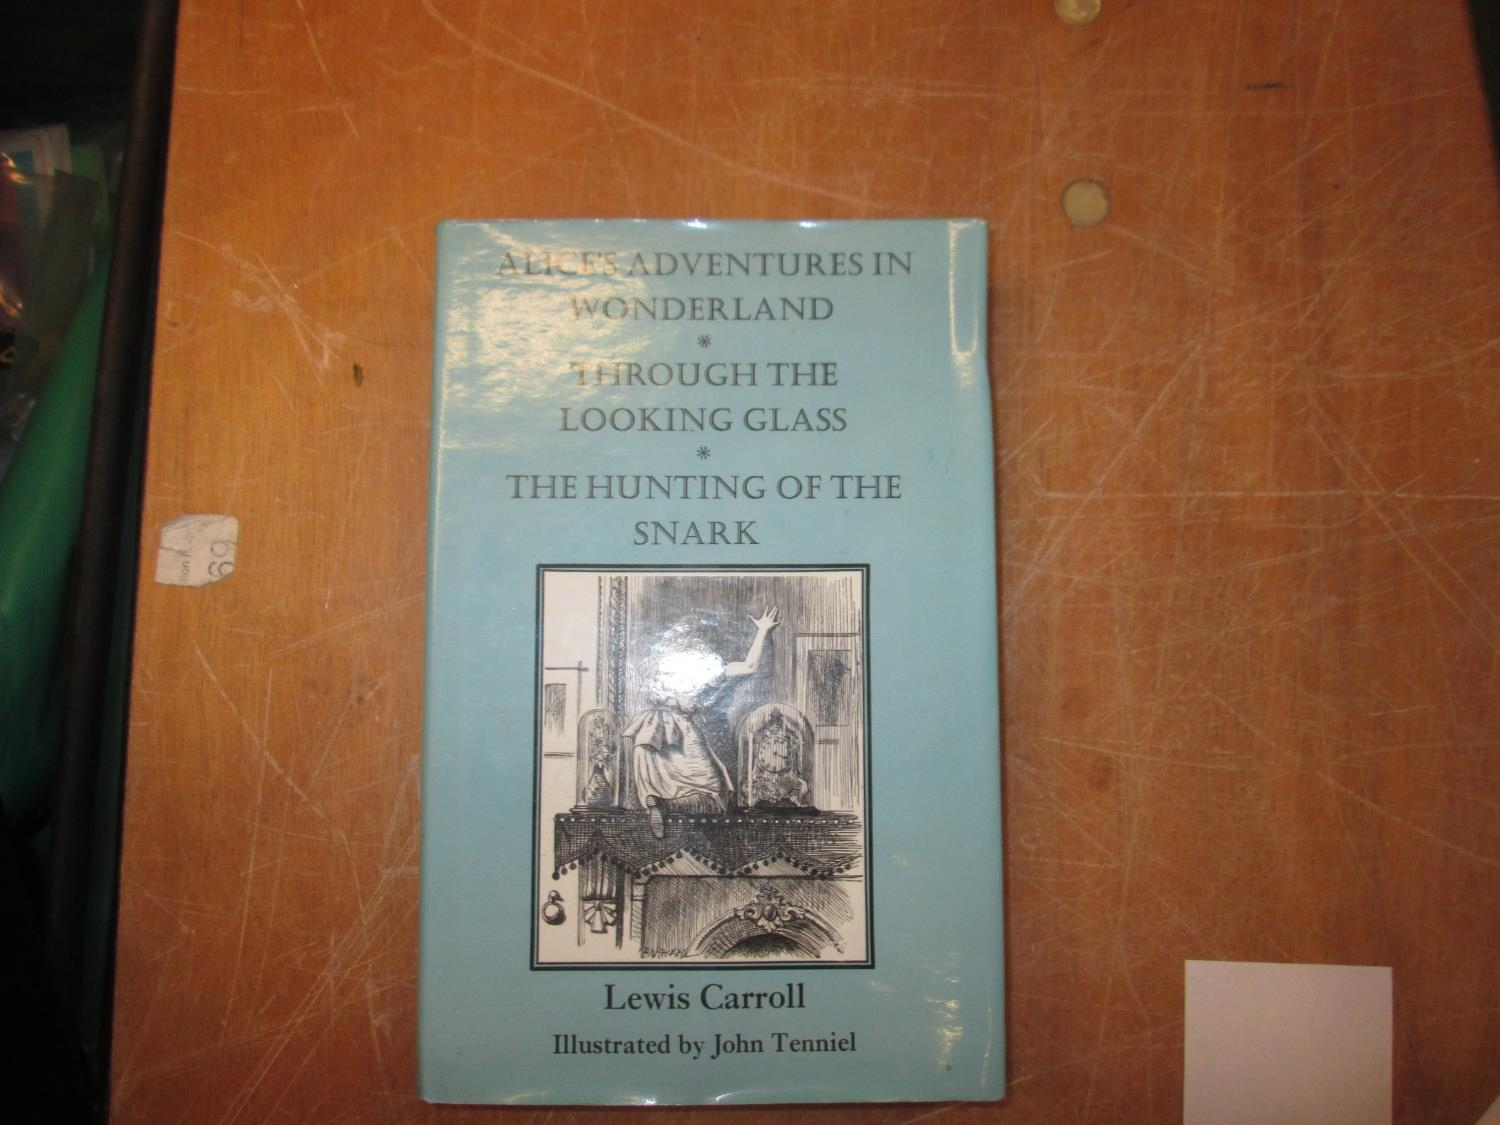 ALICE'S ADVENTURES IN
WONDERLAND
*
THROUGH THE
LOOKING GLASS
*
THE HUNTING OF THE
SNARK
Lewis Carroll
Illustrated by John Tenniel
69